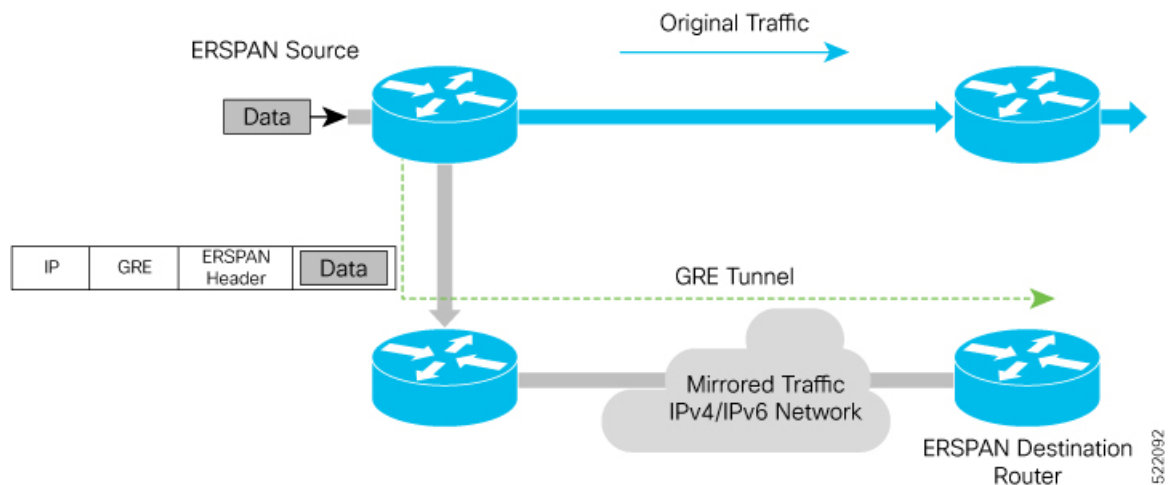 Original Traffic
ERSPAN Source
Data
IP
GRE
ERSPAN
Header
Data
GRE Tunnel
Mirrored Traffic
IPv4/IPv6 Network
ERSPAN Destination
Router
522092